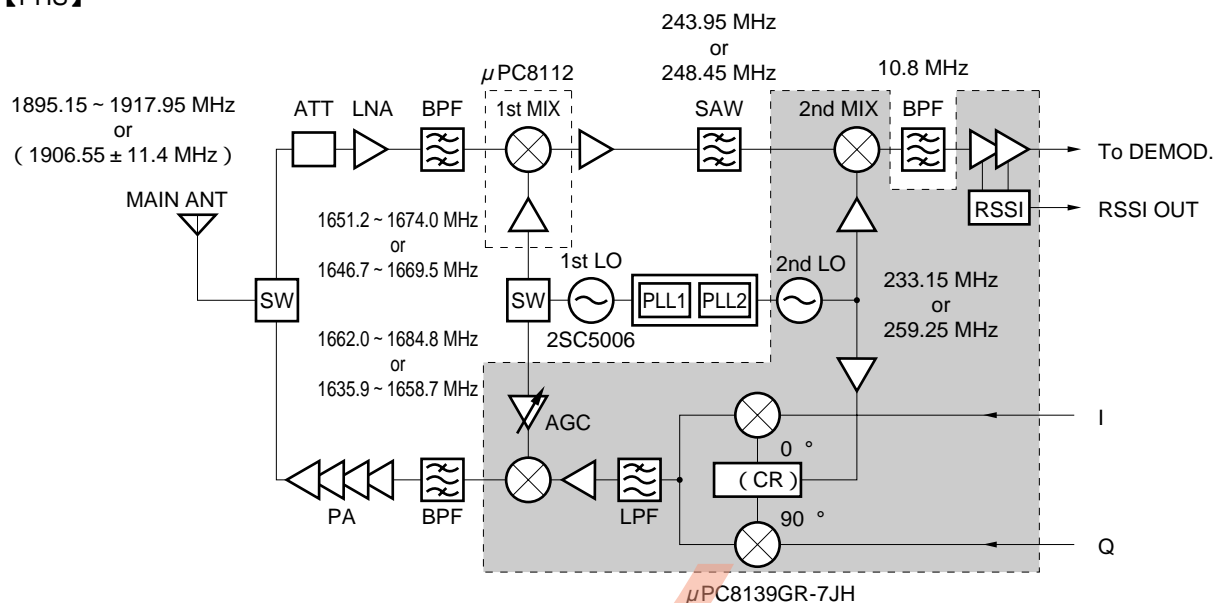 【PHS】
243.95 MHz
or
248.45 MHz
μPC8112
10.8 MHz
1895.15 ~ 1917.95 MHz
or
( 1906.55 ± 11.4 MHz )
ATT
LNA
BPF
1st MIX
SAW
2nd MIX
BPF
To DEMOD.
MAIN ANT
RSSI
RSSI OUT
1651.2 ~ 1674.0 MHz
or
1646.7 ~ 1669.5 MHz
1st LO
2nd LO
233.15 MHz
or
259.25 MHz
SW
SW
PLL1
PLL2
2SC5006
1662.0 ~ 1684.8 MHz
or
1635.9 ~ 1658.7 MHz
AGC
I
0 °
( CR )
PA
BPF
LPF
90 °
Q
μPC8139GR-7JH